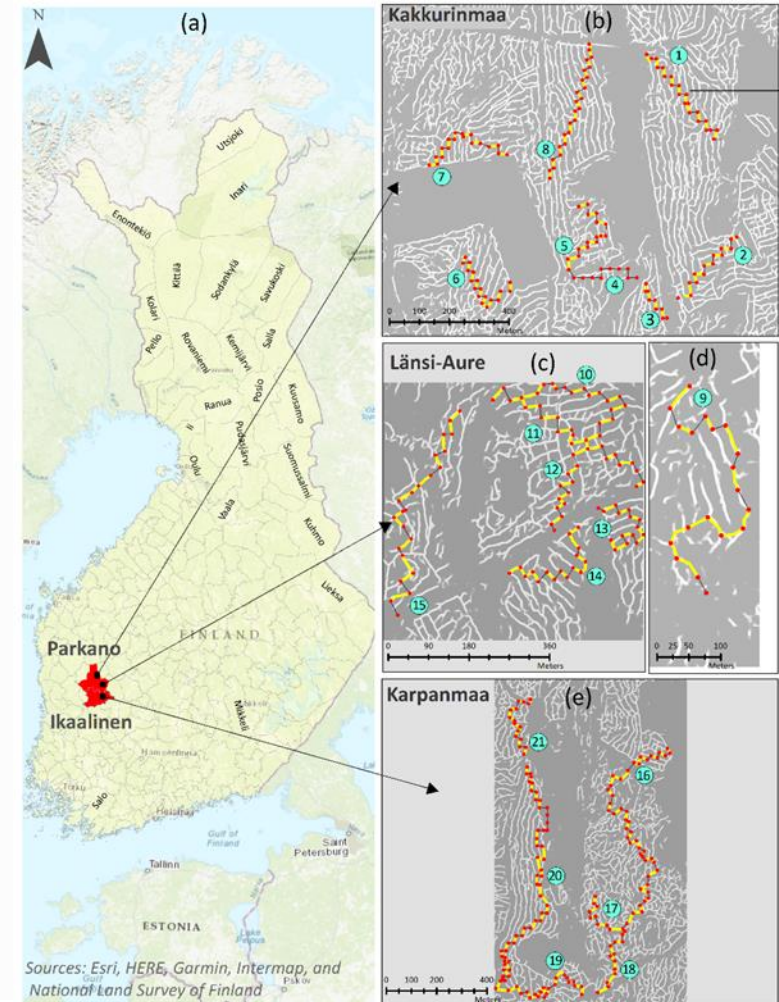 (a)
Utsjoki
Inari
Enontekiö
Kittilä
Sodankylä
Savukoski
Kolari
Pello
Rovaniemi
Kemijärvi
Salla
Posio
Kuusamo
Ranua
Ii
Pudasjärvi
Oulu
Suomussalmi
Vaala
Kuhmo
Lieksa
FINLAND
Parkano
Ikaalinen
Mikkeli
Salo
Helsinki
Gulf of
Finland
Saint
Petersburg
Tallinn
ESTONIA
Lake
Peipus
Pskov
Sources: Esri, HERE, Garmin, Intermap, and
National Land Survey of Finland
Kakkurinmaa
(b)
1
8
7
2
5
6
4
3
0 200 400
Meters
Länsi-Aure
(c)
10
11
12
13
14
15
0 90 180 360
Meters
(d)
9
0 25 50 100
Meters
Karpanmaa
(e)
21
16
20
17
19
18
0 200 400
Meters